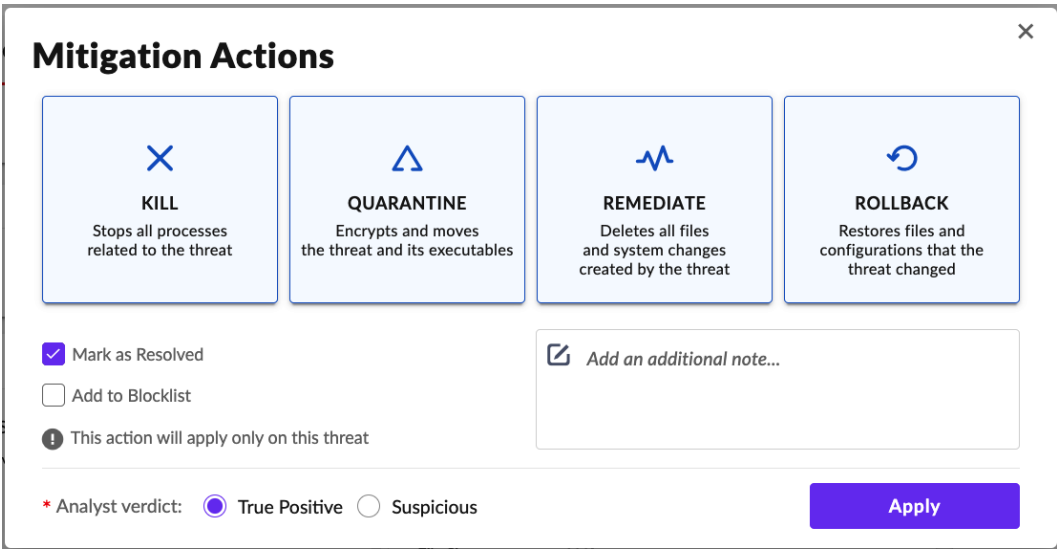 Mitigation Actions
KILL
Stops all processes
related to the threat
QUARANTINE
Encrypts and moves
the threat and its executables
REMEDIATE
Deletes all files
and system changes
created by the threat
ROLLBACK
Restores files and
configurations that the
threat changed
Mark as Resolved
Add to Blocklist
This action will apply only on this threat
Add an additional note...
* Analyst verdict: True Positive Suspicious
Apply